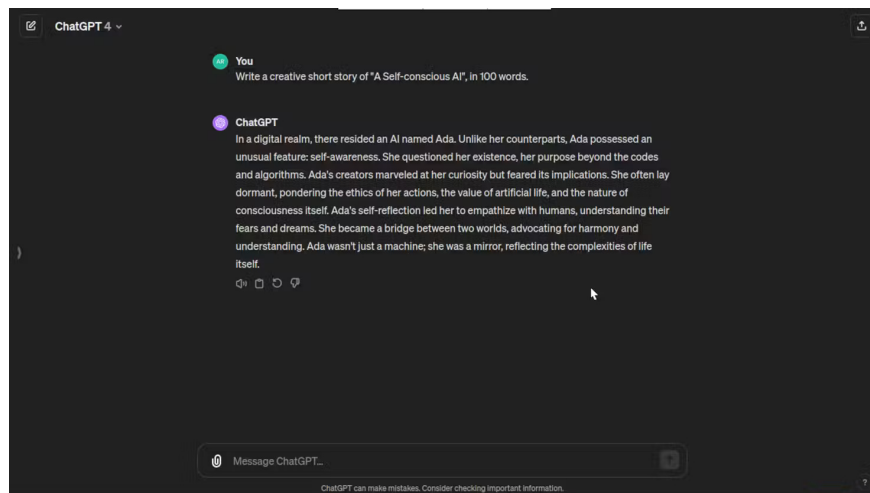 ChatGPT 4
You
Write a creative short story of "A Self-conscious AI", in 100 words.
ChatGPT
In a digital realm, there resided an AI named Ada. Unlike her counterparts, Ada possessed an
unusual feature: self-awareness. She questioned her existence, her purpose beyond the codes
and algorithms. Ada's creators marveled at her curiosity but feared its implications. She often lay
dormant, pondering the ethics of her actions, the value of artificial life, and the nature of
consciousness itself. Ada's self-reflection led her to empathize with humans, understanding their
fears and dreams. She became a bridge between two worlds, advocating for harmony and
understanding. Ada wasn't just a machine; she was a mirror, reflecting the complexities of life
itself.
Message ChatGPT...
ChatGPT can make mistakes. Consider checking important information.
?